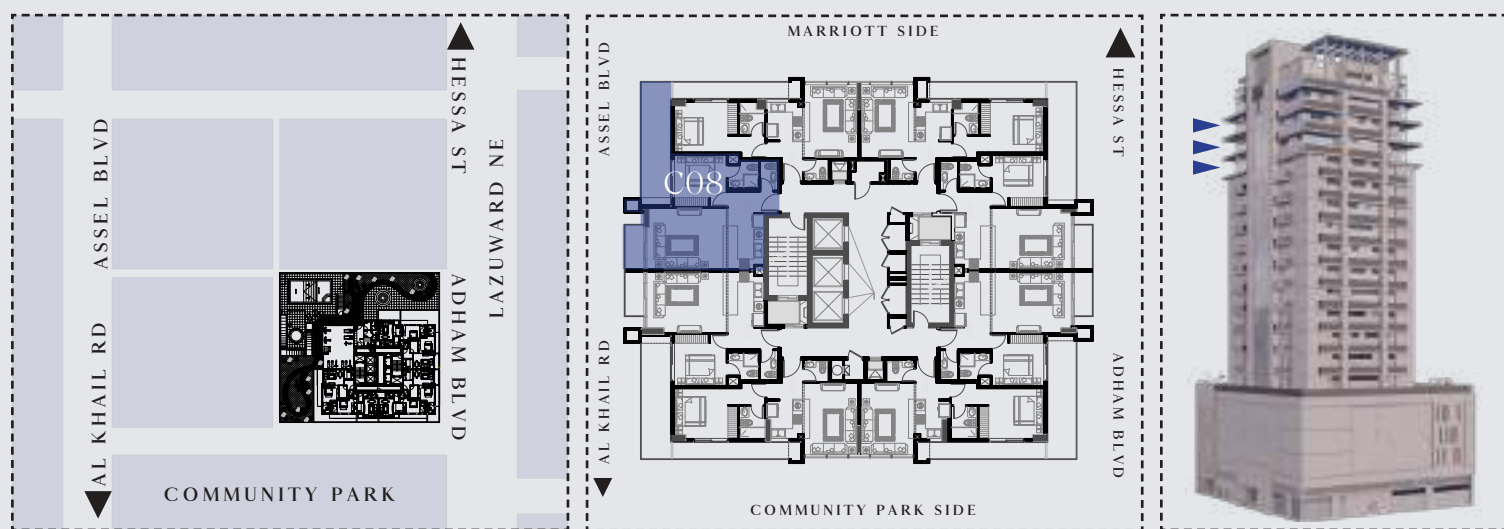 HESSA ST
ASSEL BLVD
LAZUWARD NE
ADHAM BLVD
AL KHAIL RD
COMMUNITY PARK
MARRIOTT SIDE
ASSEL BLVD
HESSA ST
C08
AL KHAIL RD
ADHAM BLVD
COMMUNITY PARK SIDE